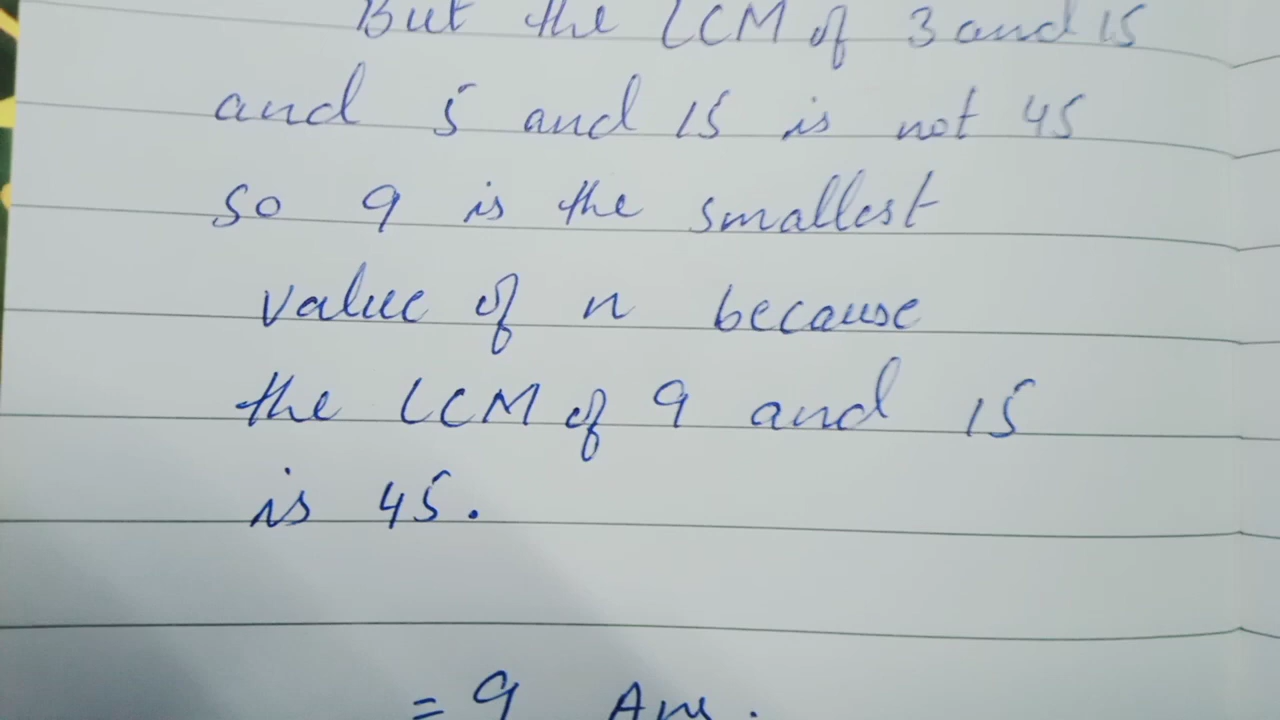 But the LCM of 3 and 15
and 5 and 15 is not 45
so 9 is the smallest
value of n because
the LCM of 9 and 15
is 45.
= 9 Ans.